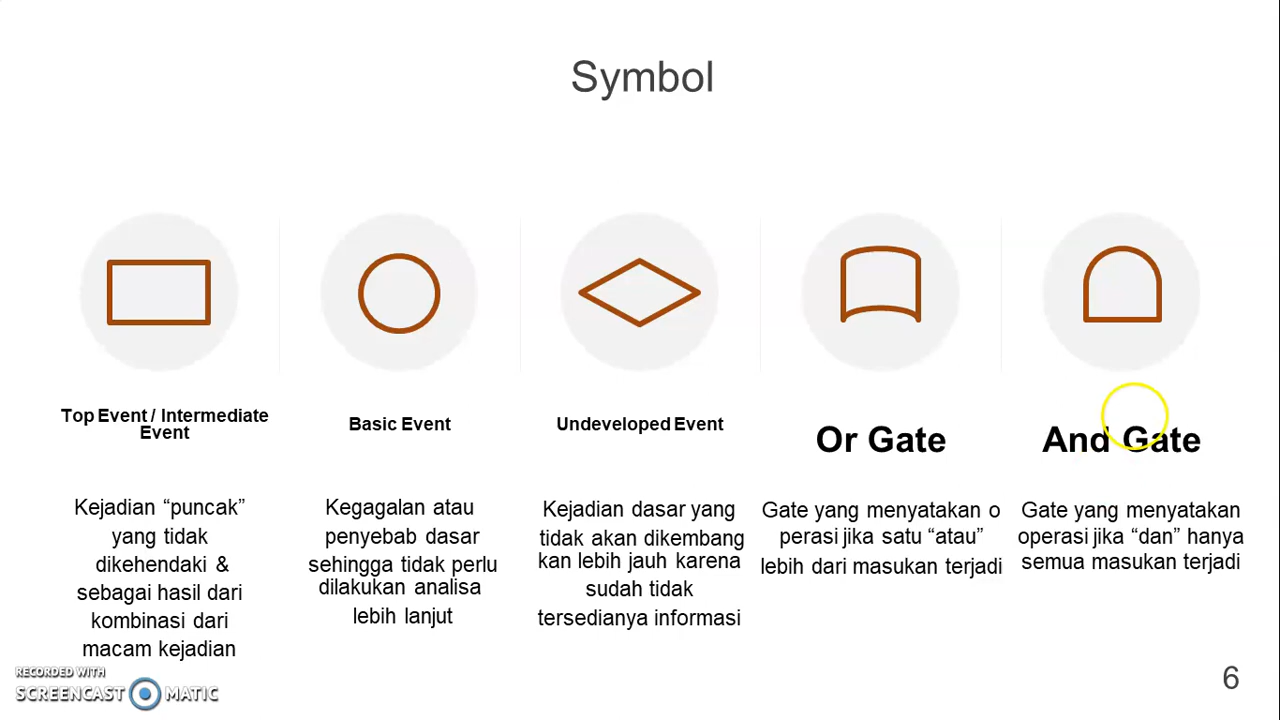 Symbol
Top Event / Intermediate
Event
Kejadian “puncak”
yang tidak
dikehendaki &
sebagai hasil dari
kombinasi dari
macam kejadian
Basic Event
Kegagalan atau
penyebab dasar
sehingga tidak perlu
dilakukan analisa
lebih lanjut
Undeveloped Event
Kejadian dasar yang
tidak akan dikembang
kan lebih jauh karena
sudah tidak
tersedianya informasi
Or Gate
Gate yang menyatakan o
perasi jika satu “atau”
lebih dari masukan terjadi
And Gate
Gate yang menyatakan
operasi jika “dan” hanya
semua masukan terjadi
RECORDED WITH
SCREENCAST MATIC
6